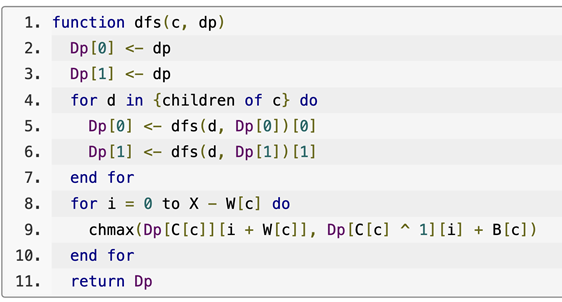 1. function dfs(c, dp)
2. Dp[0] <- dp
3. Dp[1] <- dp
4. for d in {children of c} do
5. Dp[0] <- dfs(d, Dp[0])[0]
6. Dp[1] <- dfs(d, Dp[1])[1]
7. end for
8. for i = 0 to X - W[c] do
9. chmax(Dp[C[c]][i + W[c]], Dp[C[c] ^ 1][i] + B[c])
10. end for
11. return Dp